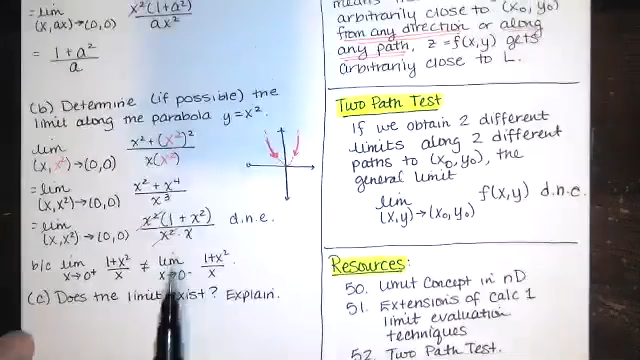 = lim (x,ax)→(0,0) x²(1+a²) / ax²
= 1+a² / a
(b) Determine (if possible) the
limit along the parabola y=x².
lim (x,x²)→(0,0) x²+(x²)² / x(x²)
= lim (x,x²)→(0,0) x²+x⁴ / x³
= lim (x,x²)→(0,0) x²(1+x²) / x²·x d.n.e.
b/c lim x→0⁺ 1+x² / x ≠ lim x→0⁻ 1+x² / x.
(c) Does the limit exist? Explain.
arbitrarily close to (x₀,y₀)
from any direction or along
any path, z=f(x,y) gets
arbitrarily close to L.
Two Path Test
If we obtain 2 different
limits along 2 different
paths to (x₀,y₀), the
general limit
lim (x,y)→(x₀,y₀) f(x,y) d.n.e.
Resources
50. Limit Concept in nD
51. Extensions of Calc 1
limit evaluation
techniques
52. Two Path Test